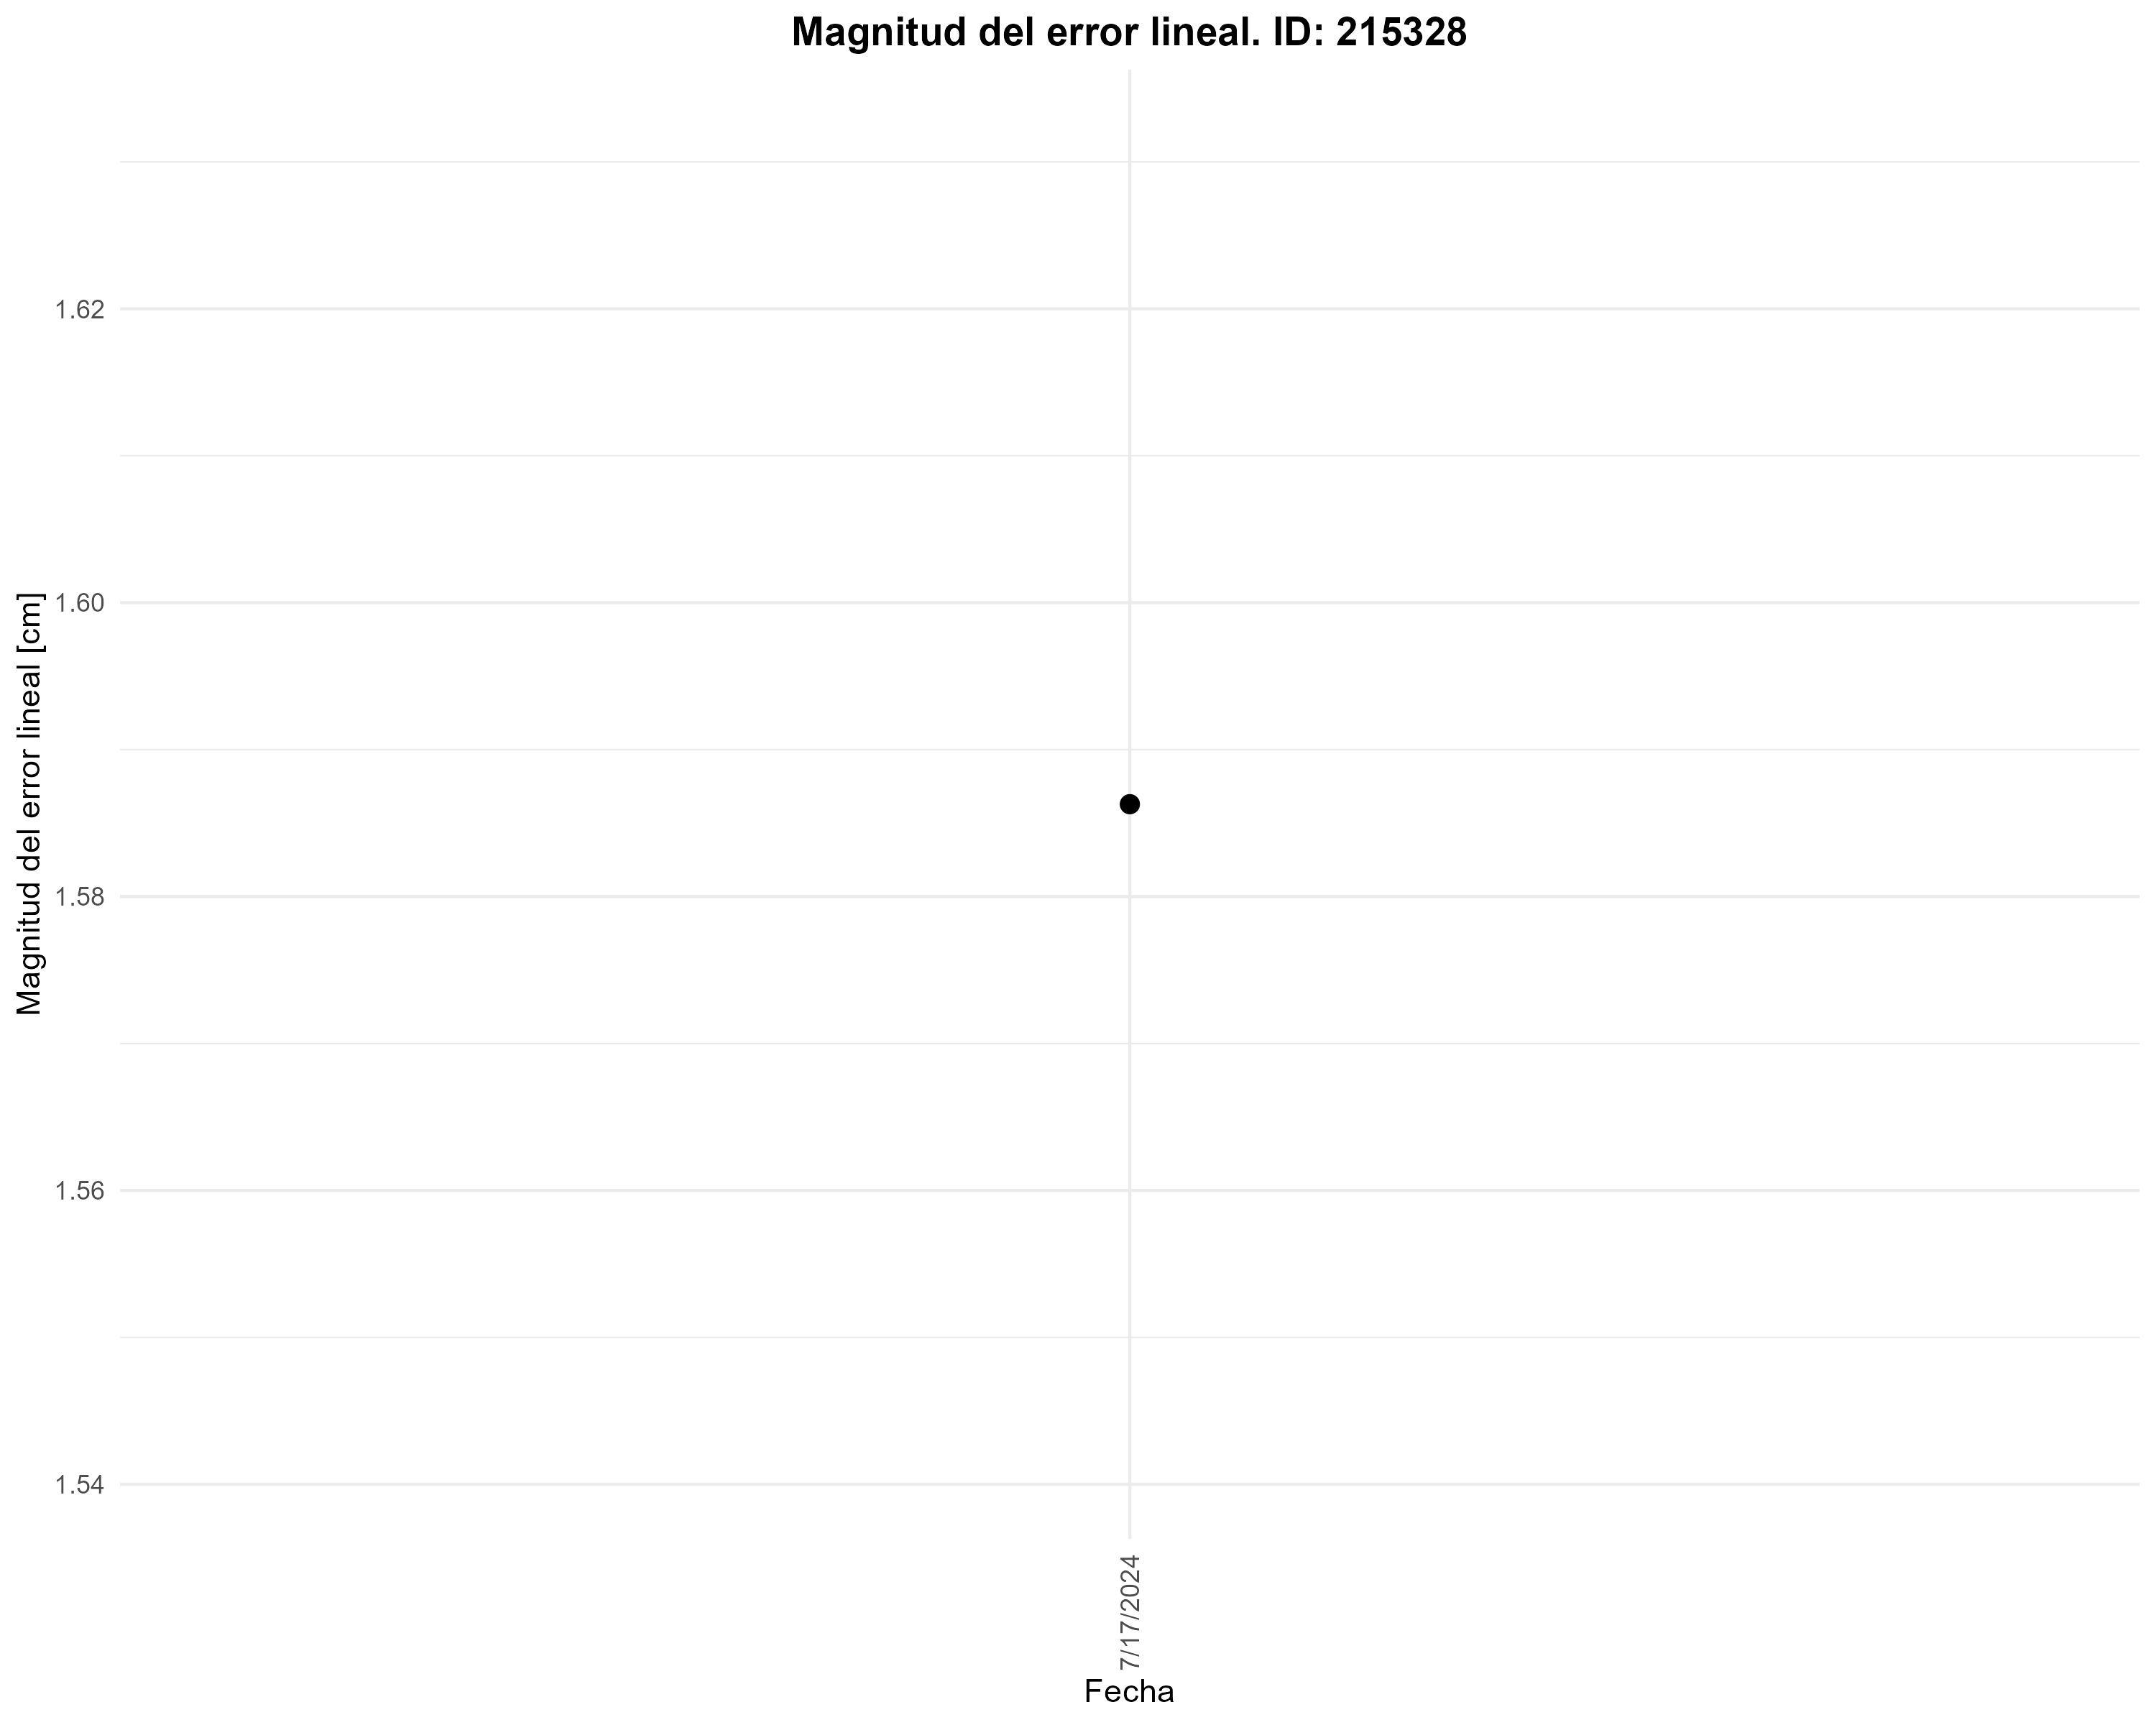 Magnitud del error lineal. ID: 215328
Magnitud del error lineal [cm]
1.62
1.60
1.58
1.56
1.54
7/17/2024
Fecha